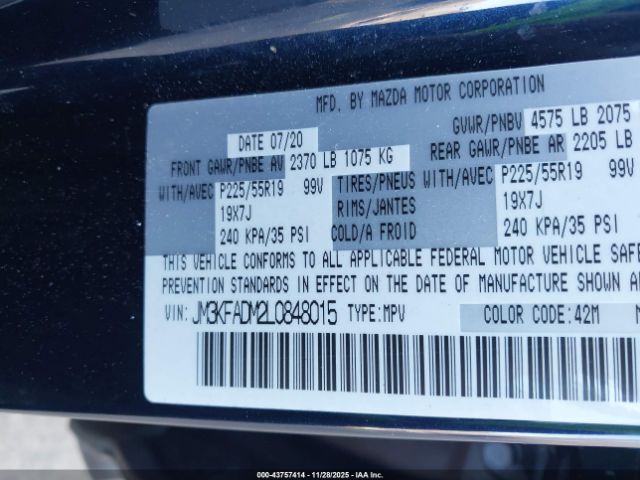 MFD. BY MAZDA MOTOR CORPORATION
DATE 07/20 GVWR/PNBV 4575 LB 2075
FRONT GAWR/PNBE AV 2370 LB 1075 KG REAR GAWR/PNBE AR 2205 LB
WITH/AVEC P225/55R19 99V TIRES/PNEUS WITH/AVEC P225/55R19 99V
19X7J RIMS/JANTES 19X7J
240 KPA/35 PSI COLD/A FROID 240 KPA/35 PSI
THIS VEHICLE CONFORMS TO ALL APPLICABLE FEDERAL MOTOR VEHICLE SAFE
PREVENTION STANDARDS IN EFFECT ON THE DATE OF MANUFACTURE SHOWN A
VIN: JM3KFADM2L0848015 TYPE:MPV COLOR CODE:42M
000-43757414 - 11/28/2025 - IAAI.COM